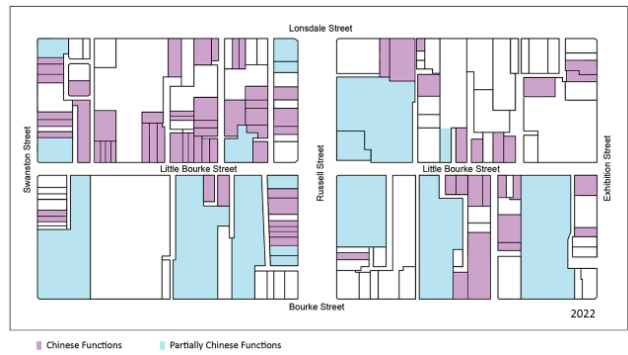 Lonsdale Street
Swanston Street
Little Bourke Street
Russell Street
Little Bourke Street
Exhibition Street
Bourke Street
2022
Chinese Functions
Partially Chinese Functions